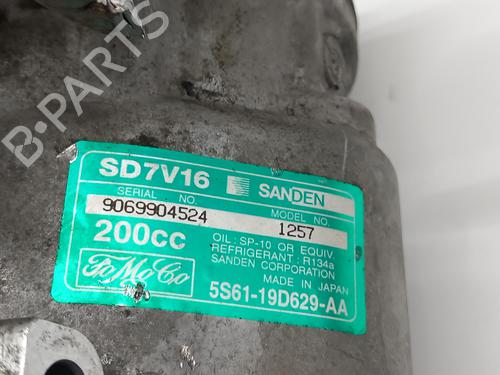 B-PARTS
SD7V16 SANDEN
SERIAL NO. MODEL NO.
9069904524 1257
200cc OIL : SP-10 OR EQUIV.
REFRIGERANT : R134a
SANDEN CORPORATION
MADE IN JAPAN
FoMoCo 5S61-19D629-AA